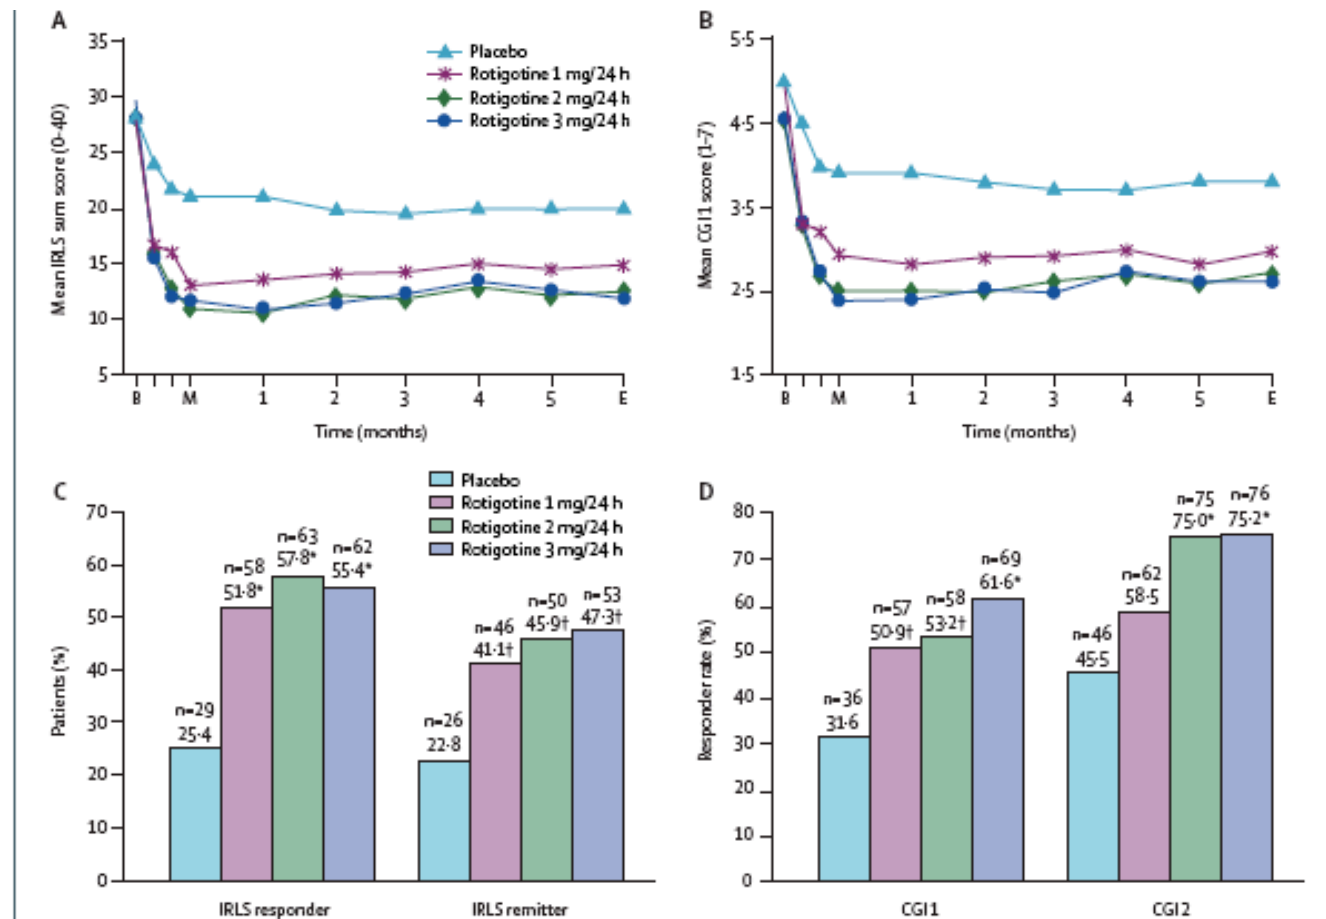 A
35
30
25
20
15
10
5
Mean IRLS sum score (0–40)
Placebo
Rotigotine 1 mg/24 h
Rotigotine 2 mg/24 h
Rotigotine 3 mg/24 h
B M 1 2 3 4 5 E
Time (months)
B
5·5
4·5
3·5
2·5
1·5
Mean CGI 1 score (1–7)
B M 1 2 3 4 5 E
Time (months)
C
70
60
50
40
30
20
10
0
Patients (%)
Placebo
Rotigotine 1 mg/24 h
Rotigotine 2 mg/24 h
Rotigotine 3 mg/24 h
n=29
25·4
n=58
51·8*
n=63
57·8*
n=62
55·4*
n=26
22·8
n=46
41·1†
n=50
45·9†
n=53
47·3†
IRLS responder IRLS remitter
D
80
70
60
50
40
30
20
10
0
Responder rate (%)
n=36
31·6
n=57
50·9†
n=58
53·2†
n=69
61·6*
n=46
45·5
n=62
58·5
n=75
75·0*
n=76
75·2*
CGI 1 CGI 2